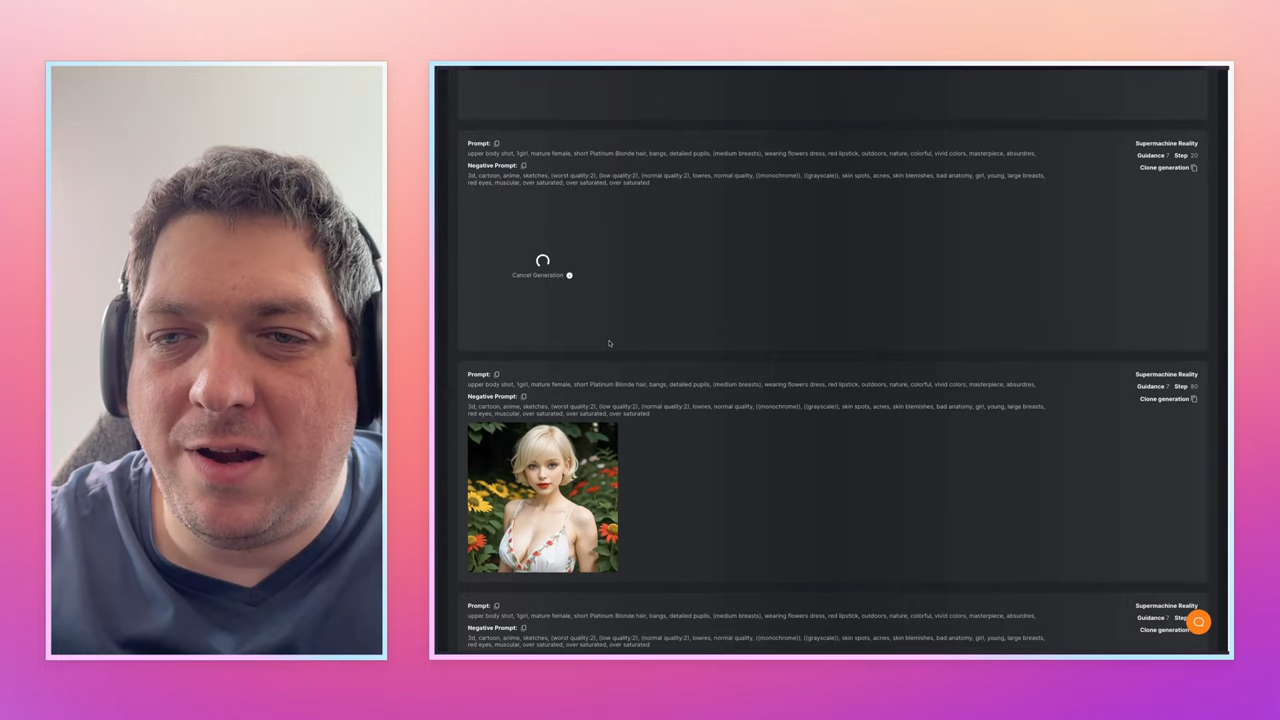 Prompt:
Supermachine Reality
upper body shot, 1girl, mature female, short Platinum Blonde hair, bangs, detailed pupils, (medium breasts), wearing flowers dress, red lipstick, outdoors, nature, colorful, vivid colors, masterpiece, absurdres,
Guidance 7 Step 20
Negative Prompt:
Clone generation
3d, cartoon, anime, sketches, (worst quality:2), (low quality:2), (normal quality:2), lowres, normal quality, ((monochrome)), ((grayscale)), skin spots, acnes, skin blemishes, bad anatomy, girl, young, large breasts,
red eyes, muscular, over saturated, over saturated, over saturated
Cancel Generation
Prompt:
Supermachine Reality
upper body shot, 1girl, mature female, short Platinum Blonde hair, bangs, detailed pupils, (medium breasts), wearing flowers dress, red lipstick, outdoors, nature, colorful, vivid colors, masterpiece, absurdres,
Guidance 7 Step 80
Negative Prompt:
Clone generation
3d, cartoon, anime, sketches, (worst quality:2), (low quality:2), (normal quality:2), lowres, normal quality, ((monochrome)), ((grayscale)), skin spots, acnes, skin blemishes, bad anatomy, girl, young, large breasts,
red eyes, muscular, over saturated, over saturated, over saturated
Prompt:
Supermachine Reality
upper body shot, 1girl, mature female, short Platinum Blonde hair, bangs, detailed pupils, (medium breasts), wearing flowers dress, red lipstick, outdoors, nature, colorful, vivid colors, masterpiece, absurdres,
Guidance 7 Step
Negative Prompt:
Clone generation
3d, cartoon, anime, sketches, (worst quality:2), (low quality:2), (normal quality:2), lowres, normal quality, ((monochrome)), ((grayscale)), skin spots, acnes, skin blemishes, bad anatomy, girl, young, large breasts,
red eyes, muscular, over saturated, over saturated, over saturated